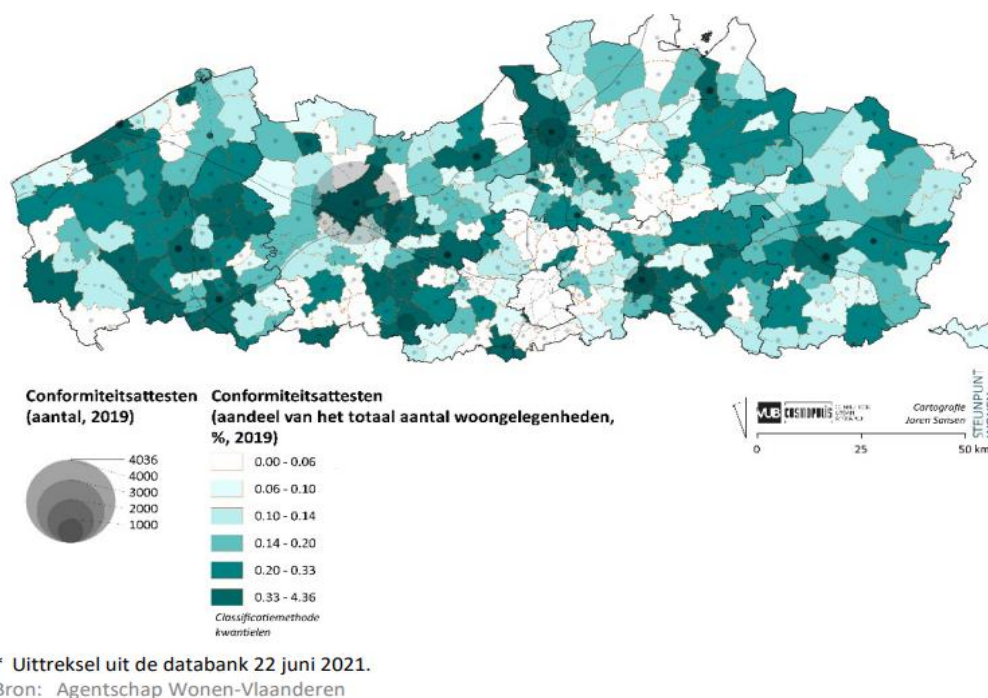 Conformiteitsattesten
(aantal, 2019)
4036
4000
3000
2000
1000
Conformiteitsattesten
(aandeel van het totaal aantal woongelegenheden,
%, 2019)
0.00 - 0.06
0.06 - 0.10
0.10 - 0.14
0.14 - 0.20
0.20 - 0.33
0.33 - 4.36
Classificatiemethode
kwantielen
VUB COSMOPOLIS
Cartografie
Joren Sansen
0 25 50 km
STEUNPUNT
* Uittreksel uit de databank 22 juni 2021.
Bron: Agentschap Wonen-Vlaanderen